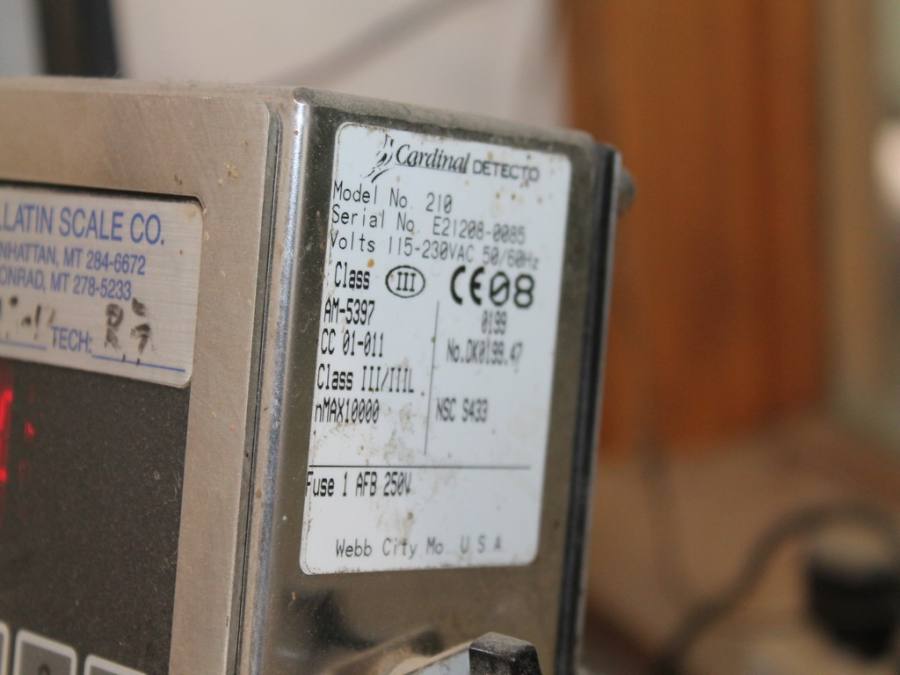 LLATIN SCALE CO.
NHATTAN, MT 284-6672
ONRAD, MT 278-5233
TECH:
Cardinal DETECTO
Model No 210
Serial No E21208-0085
Volts 115-230VAC 50/60Hz
Class III
CE08
AM-5397
0199
CC 01-011
No.DK0199.47
Class III/IIIL
nMAX10000
NSC S433
Fuse 1 AFB 250V
Webb City Mo U S A